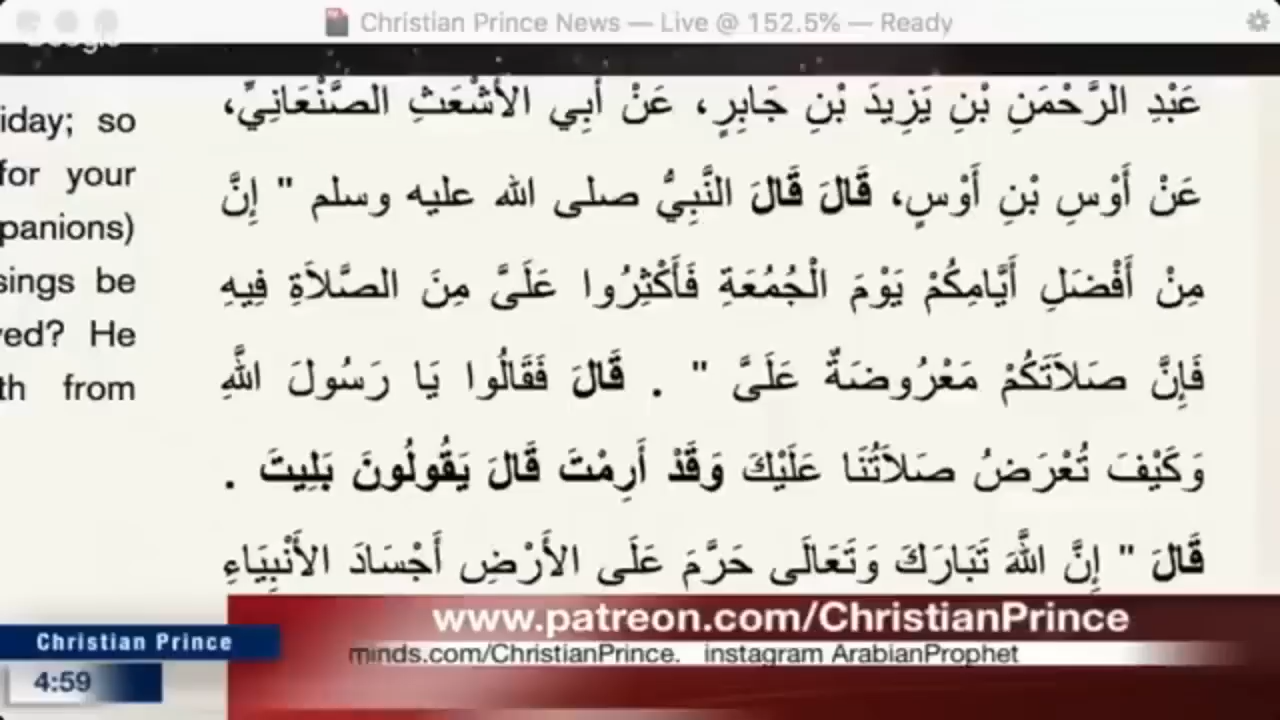 Christian Prince News — Live @ 152.5% — Ready
iday; so
for your
panions)
sings be
ved? He
th from
عَبْدِ الرَّحْمَنِ بْنِ يَزِيدَ بْنِ جَابِرٍ، عَنْ أَبِي الأَشْعَثِ الصَّنْعَانِيِّ،
عَنْ أَوْسِ بْنِ أَوْسٍ، قَالَ قَالَ النَّبِيُّ صلى الله عليه وسلم " إِنَّ
مِنْ أَفْضَلِ أَيَّامِكُمْ يَوْمَ الْجُمُعَةِ فَأَكْثِرُوا عَلَىَّ مِنَ الصَّلاَةِ فِيهِ
فَإِنَّ صَلاَتَكُمْ مَعْرُوضَةٌ عَلَىَّ " . قَالَ فَقَالُوا يَا رَسُولَ اللَّهِ
وَكَيْفَ تُعْرَضُ صَلاَتُنَا عَلَيْكَ وَقَدْ أَرِمْتَ قَالَ يَقُولُونَ بَلِيتَ .
قَالَ " إِنَّ اللَّهَ تَبَارَكَ وَتَعَالَى حَرَّمَ عَلَى الأَرْضِ أَجْسَادَ الأَنْبِيَاءِ
www.patreon.com/ChristianPrince
Christian Prince
minds.com/ChristianPrince. instagram ArabianProphet
4:59